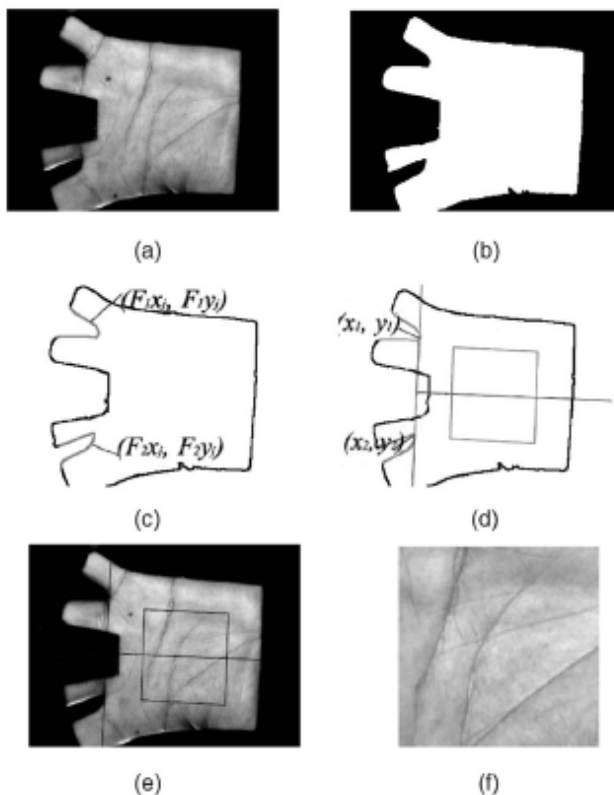 (a)
(b)
(F₁xⱼ, F₁yⱼ)
(F₂xⱼ, F₂yⱼ)
(c)
(x₁, y₁)
(x₂, y₂)
(d)
(e)
(f)